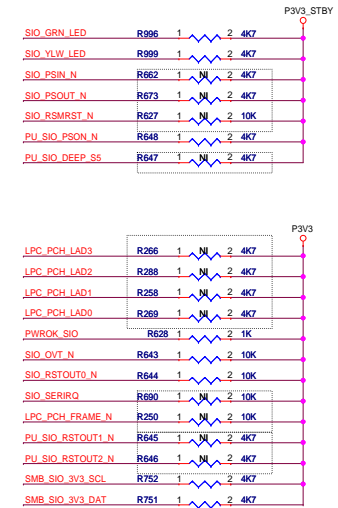 P3V3_STBY
SIO_GRN_LED R996 1 2 4K7
SIO_YLW_LED R999 1 2 4K7
SIO_PSIN_N R662 1 NI 2 4K7
SIO_PSOUT_N R673 1 NI 2 4K7
SIO_RSMRST_N R627 1 NI 2 10K
PU_SIO_PSON_N R648 1 2 4K7
PU_SIO_DEEP_S5 R647 1 NI 2 4K7
P3V3
LPC_PCH_LAD3 R266 1 NI 2 4K7
LPC_PCH_LAD2 R288 1 NI 2 4K7
LPC_PCH_LAD1 R258 1 NI 2 4K7
LPC_PCH_LAD0 R269 1 NI 2 4K7
PWROK_SIO R628 1 2 1K
SIO_OVT_N R643 1 2 10K
SIO_RSTOUT0_N R644 1 2 10K
SIO_SERIRQ R690 1 NI 2 10K
LPC_PCH_FRAME_N R250 1 NI 2 10K
PU_SIO_RSTOUT1_N R645 1 NI 2 4K7
PU_SIO_RSTOUT2_N R646 1 NI 2 4K7
SMB_SIO_3V3_SCL R752 1 2 4K7
SMB_SIO_3V3_DAT R751 1 2 4K7